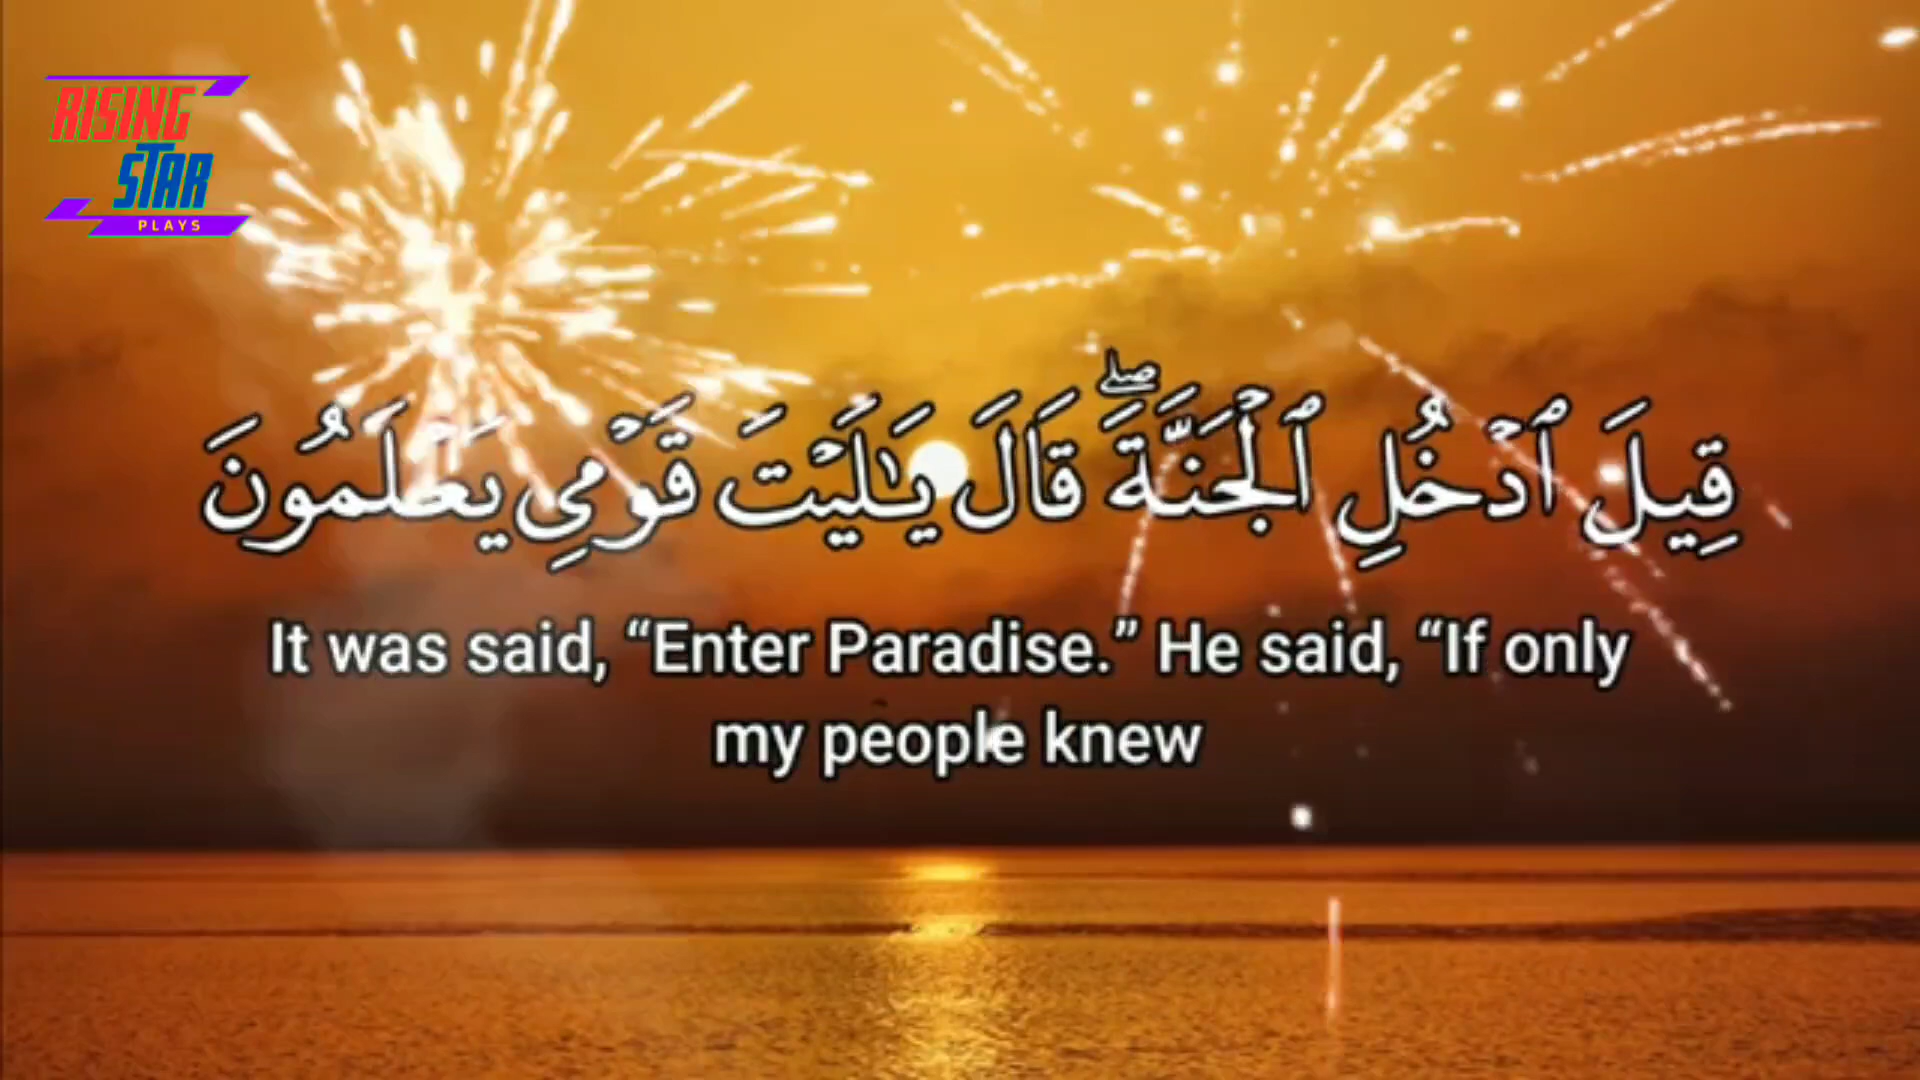 RISING
STAR
PLAYS
قِيلَ ٱدْخُلِ ٱلْجَنَّةَ ۖ قَالَ يَـٰلَيْتَ قَوْمِى يَعْلَمُونَ
It was said, “Enter Paradise.” He said, “If only
my people knew